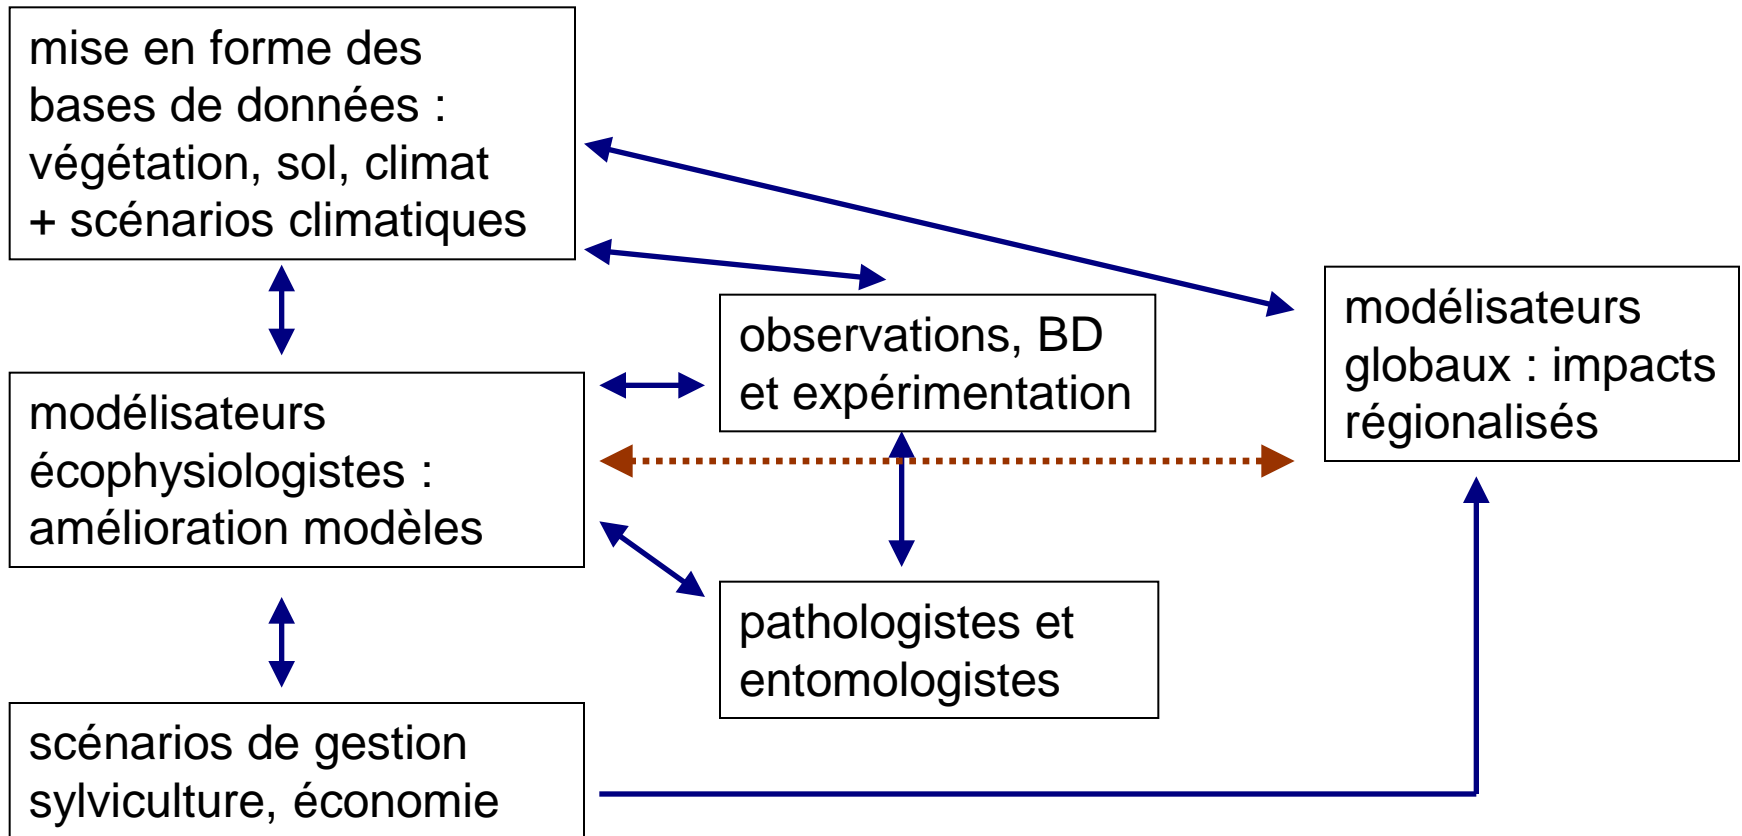 mise en forme des
bases de données :
végétation, sol, climat
+ scénarios climatiques
observations, BD
et expérimentation
modélisateurs
globaux : impacts
régionalisés
modélisateurs
écophysiologistes :
amélioration modèles
pathologistes et
entomologistes
scénarios de gestion
sylviculture, économie